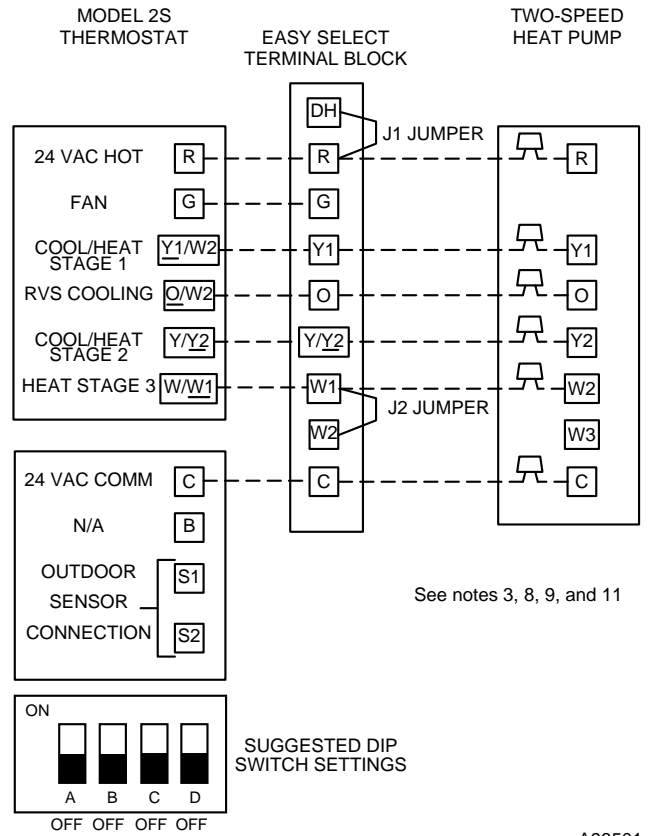 MODEL 2S
THERMOSTAT
EASY SELECT
TERMINAL BLOCK
TWO-SPEED
HEAT PUMP
DH
J1 JUMPER
24 VAC HOT R R R
FAN G G
COOL/HEAT
STAGE 1 Y1/W2 Y1 Y1
RVS COOLING O/W2 O O
COOL/HEAT
STAGE 2 Y/Y2 Y/Y2 Y2
HEAT STAGE 3 W/W1 W1 W2
J2 JUMPER
W2 W3
24 VAC COMM C C C
N/A B
OUTDOOR S1
SENSOR
CONNECTION S2
See notes 3, 8, 9, and 11
ON
A B C D
OFF OFF OFF OFF
SUGGESTED DIP
SWITCH SETTINGS